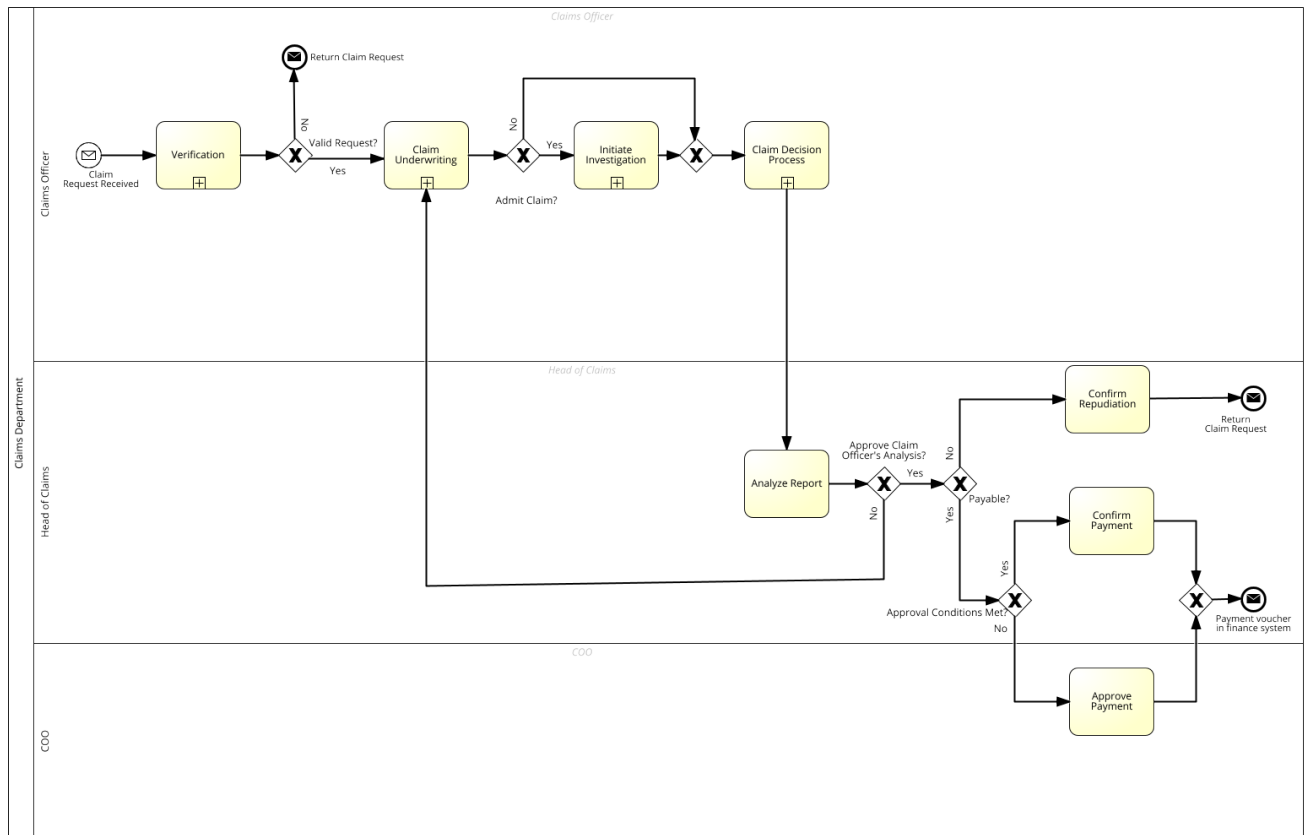 Claims Department
Claims Officer
Claims Officer
Return Claim Request
No
Valid Request?
Yes
Claim
Request Received
Verification
Claim
Underwriting
No
Yes
Admit Claim?
Initiate
Investigation
Claim Decision
Process
Head of Claims
Head of Claims
Analyze Report
Approve Claim
Officer's Analysis?
Yes
No
No
Payable?
Yes
Confirm
Repudiation
Return
Claim Request
Confirm
Payment
Yes
Approval Conditions Met?
No
Payment voucher
in finance system
COO
COO
Approve
Payment